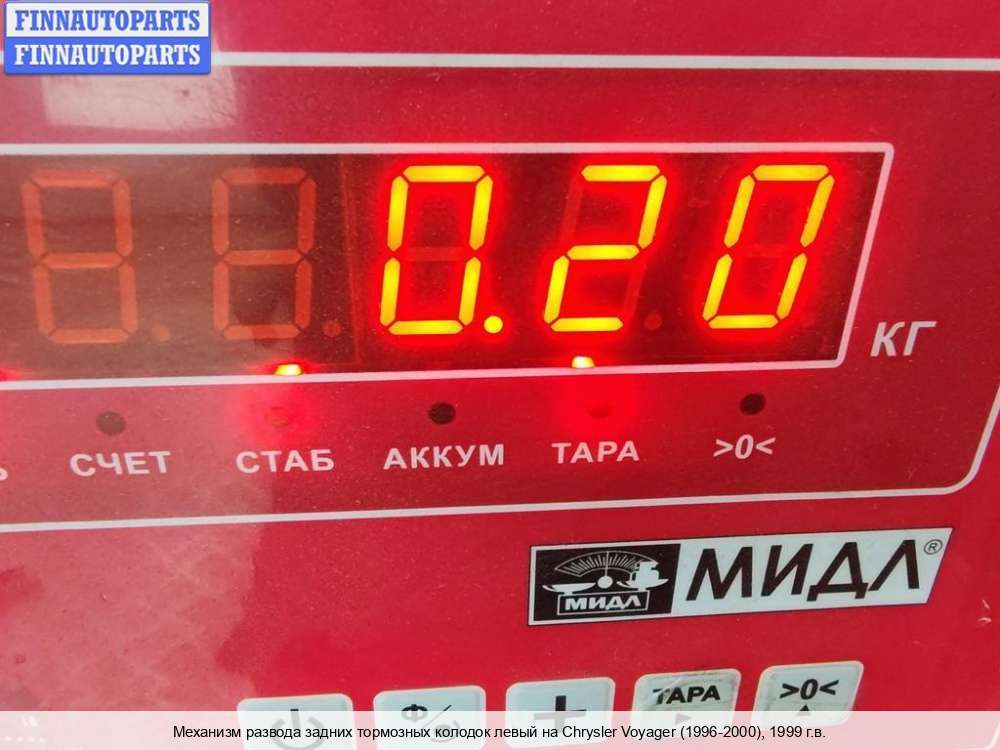 FINNAUTOPARTS
FINNAUTOPARTS
0.20
КГ
СЧЕТ СТАБ АККУМ ТАРА >0<
МИДЛ МИДЛ®
ТАРА >0<
Механизм развода задних тормозных колодок левый на Chrysler Voyager (1996-2000), 1999 г.в.